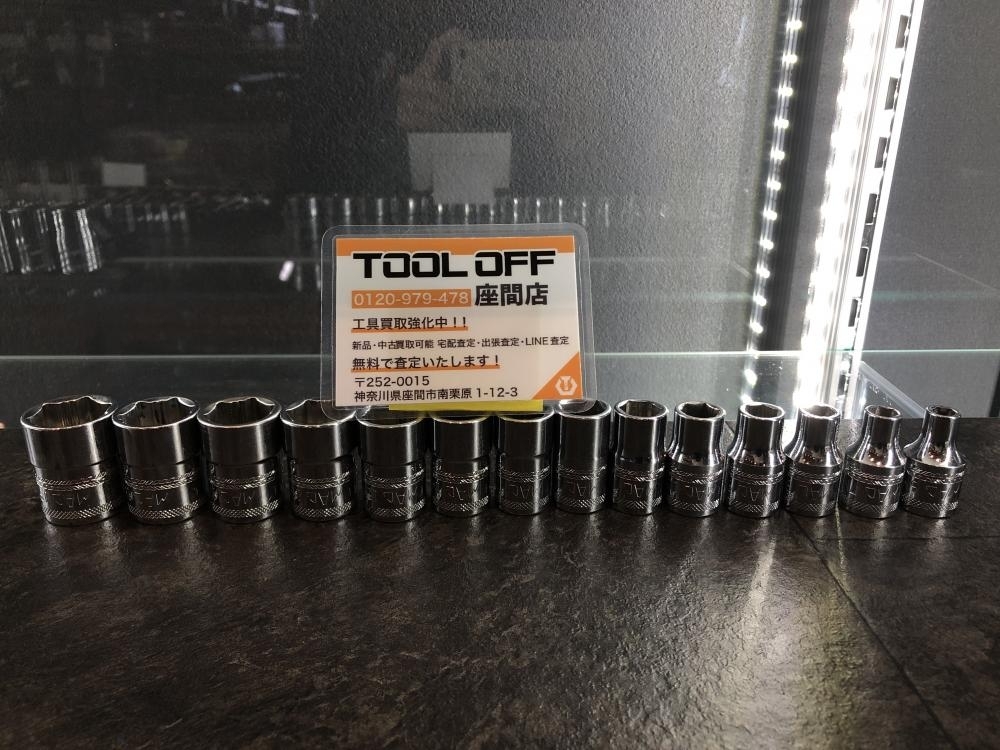 TOOL OFF
0120-979-478 座間店
工具買取強化中！！
新品・中古買取可能 宅配査定・出張査定・LINE査定
無料で査定いたします！
〒252-0015
神奈川県座間市南栗原1-12-3